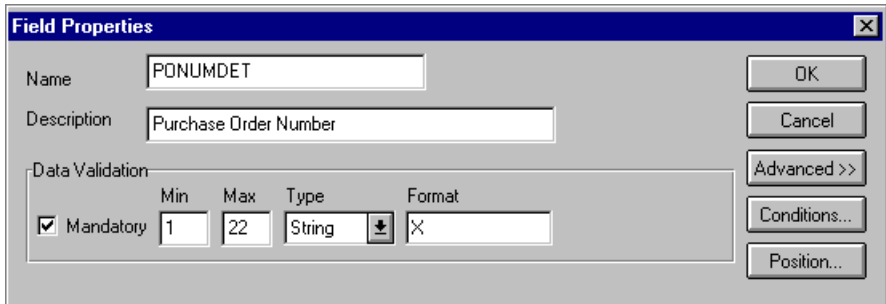 Field Properties
Name PONUMDET OK
Description Purchase Order Number Cancel
Data Validation Advanced >>
Min Max Type Format
Mandatory 1 22 String X Conditions...
Position...